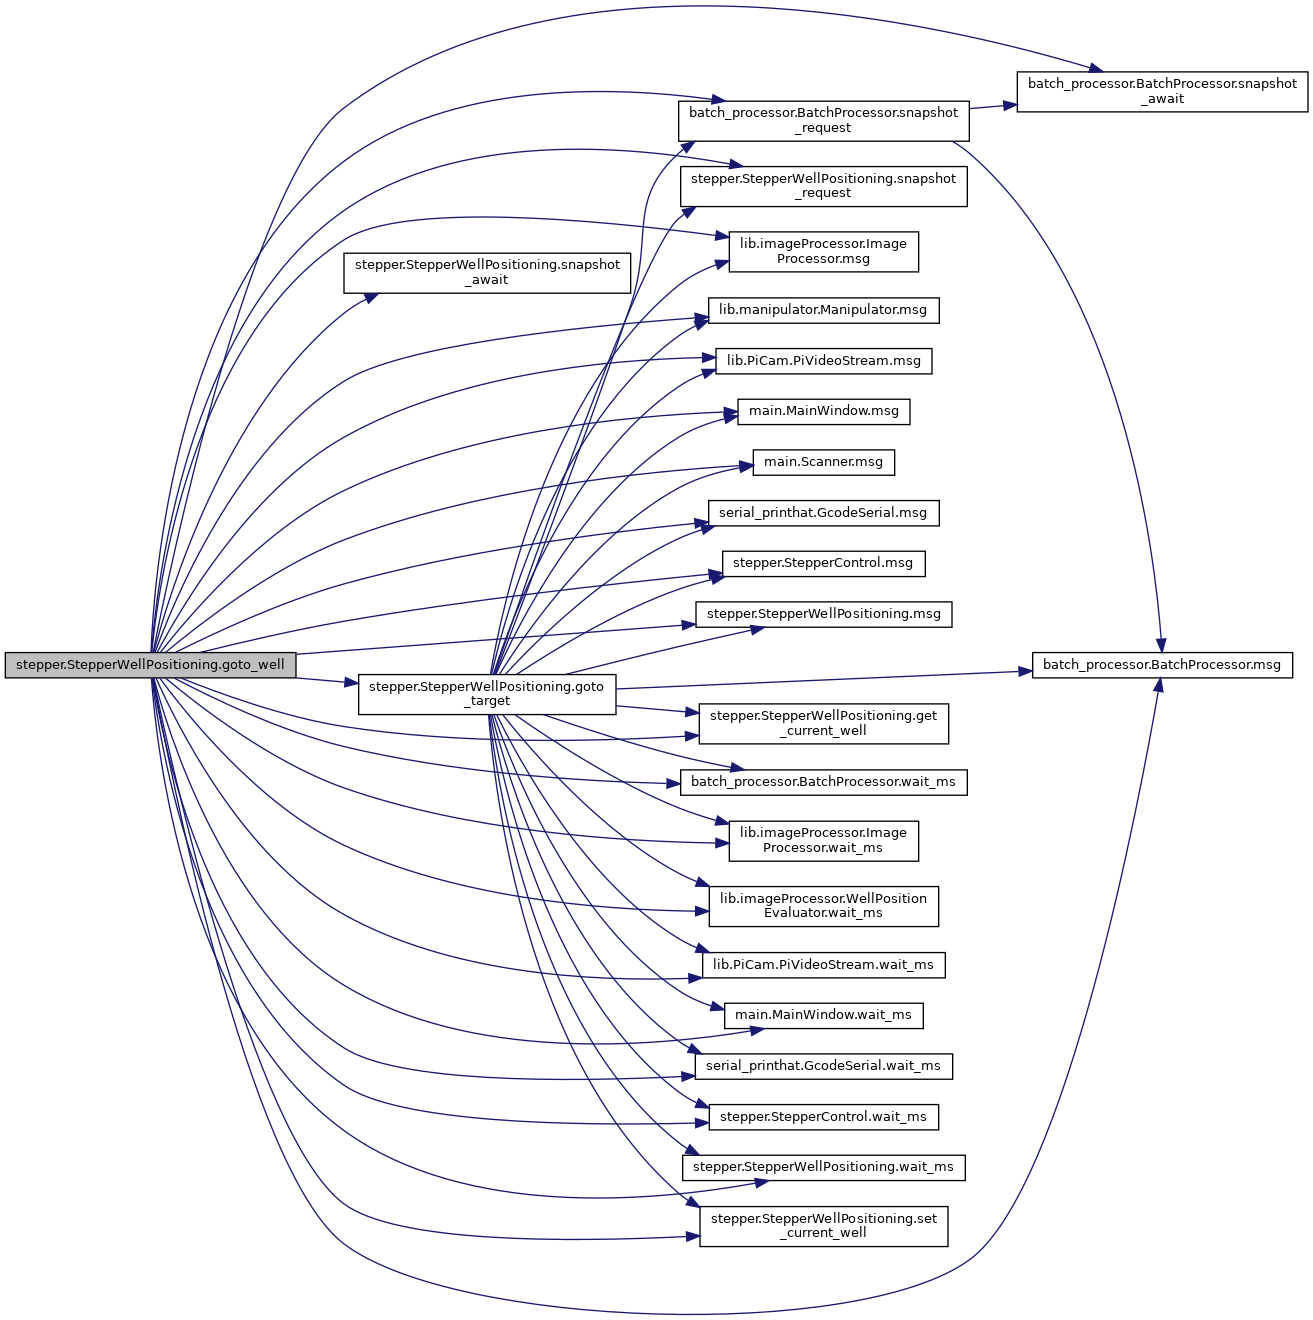 batch_processor.BatchProcessor.snapshot
_await
batch_processor.BatchProcessor.snapshot
_request
stepper.StepperWellPositioning.snapshot
_request
lib.imageProcessor.Image
Processor.msg
stepper.StepperWellPositioning.snapshot
_await
lib.manipulator.Manipulator.msg
lib.PiCam.PiVideoStream.msg
main.MainWindow.msg
main.Scanner.msg
serial_printhat.GcodeSerial.msg
stepper.StepperControl.msg
stepper.StepperWellPositioning.msg
stepper.StepperWellPositioning.goto_well
batch_processor.BatchProcessor.msg
stepper.StepperWellPositioning.goto
_target
stepper.StepperWellPositioning.get
_current_well
batch_processor.BatchProcessor.wait_ms
lib.imageProcessor.Image
Processor.wait_ms
lib.imageProcessor.WellPosition
Evaluator.wait_ms
lib.PiCam.PiVideoStream.wait_ms
main.MainWindow.wait_ms
serial_printhat.GcodeSerial.wait_ms
stepper.StepperControl.wait_ms
stepper.StepperWellPositioning.wait_ms
stepper.StepperWellPositioning.set
_current_well